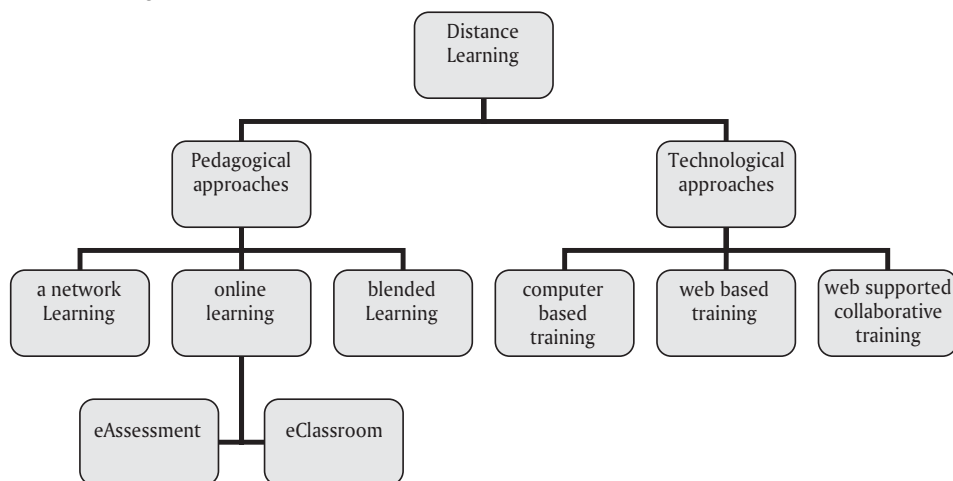 Distance
Learning
Pedagogical
approaches
Technological
approaches
a network
Learning
online
learning
blended
Learning
computer
based
training
web based
training
web supported
collaborative
training
eAssessment
eClassroom